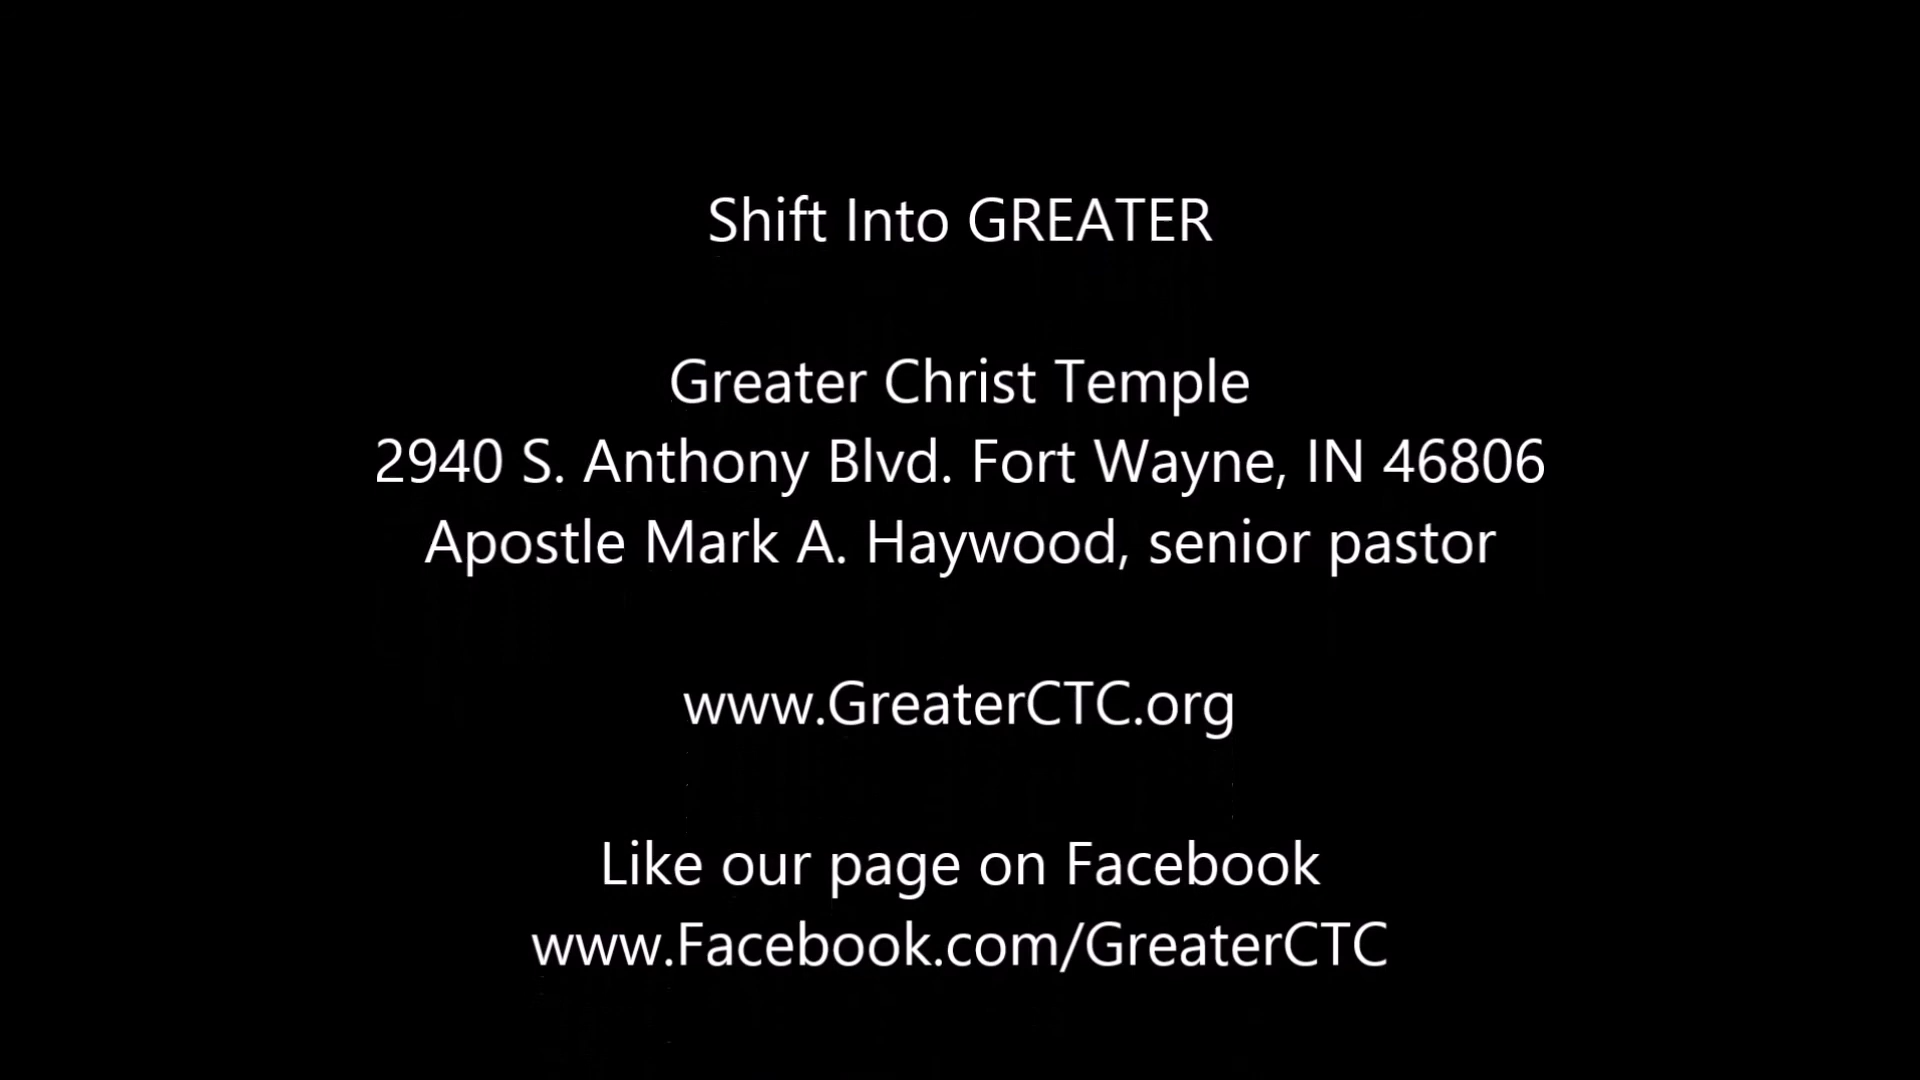 Shift Into GREATER
Greater Christ Temple
2940 S. Anthony Blvd. Fort Wayne, IN 46806
Apostle Mark A. Haywood, senior pastor
www.GreaterCTC.org
Like our page on Facebook
www.Facebook.com/GreaterCTC